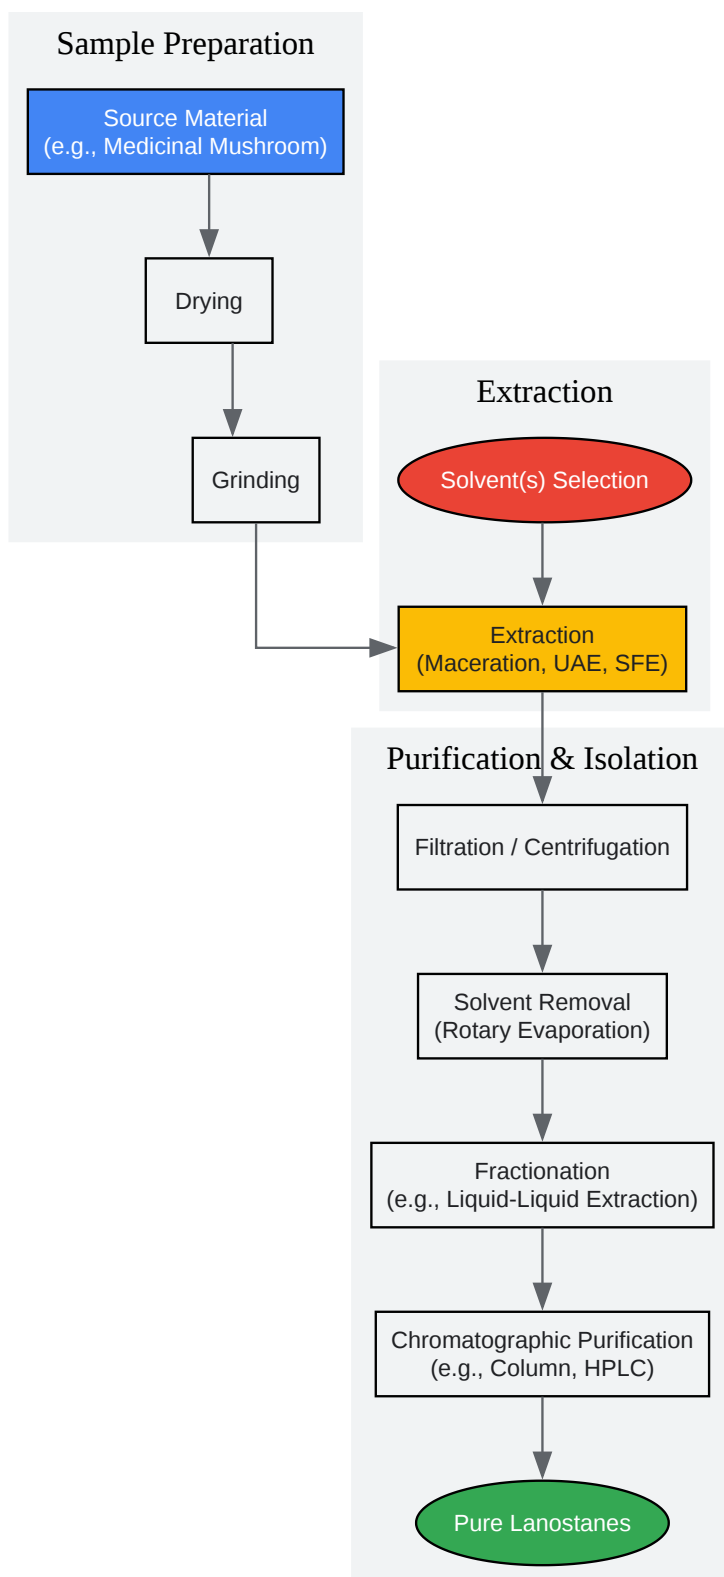 Sample Preparation
Source Material
(e.g., Medicinal Mushroom)
Drying
Grinding
Extraction
Solvent(s) Selection
Extraction
(Maceration, UAE, SFE)
Purification & Isolation
Filtration / Centrifugation
Solvent Removal
(Rotary Evaporation)
Fractionation
(e.g., Liquid-Liquid Extraction)
Chromatographic Purification
(e.g., Column, HPLC)
Pure Lanostanes